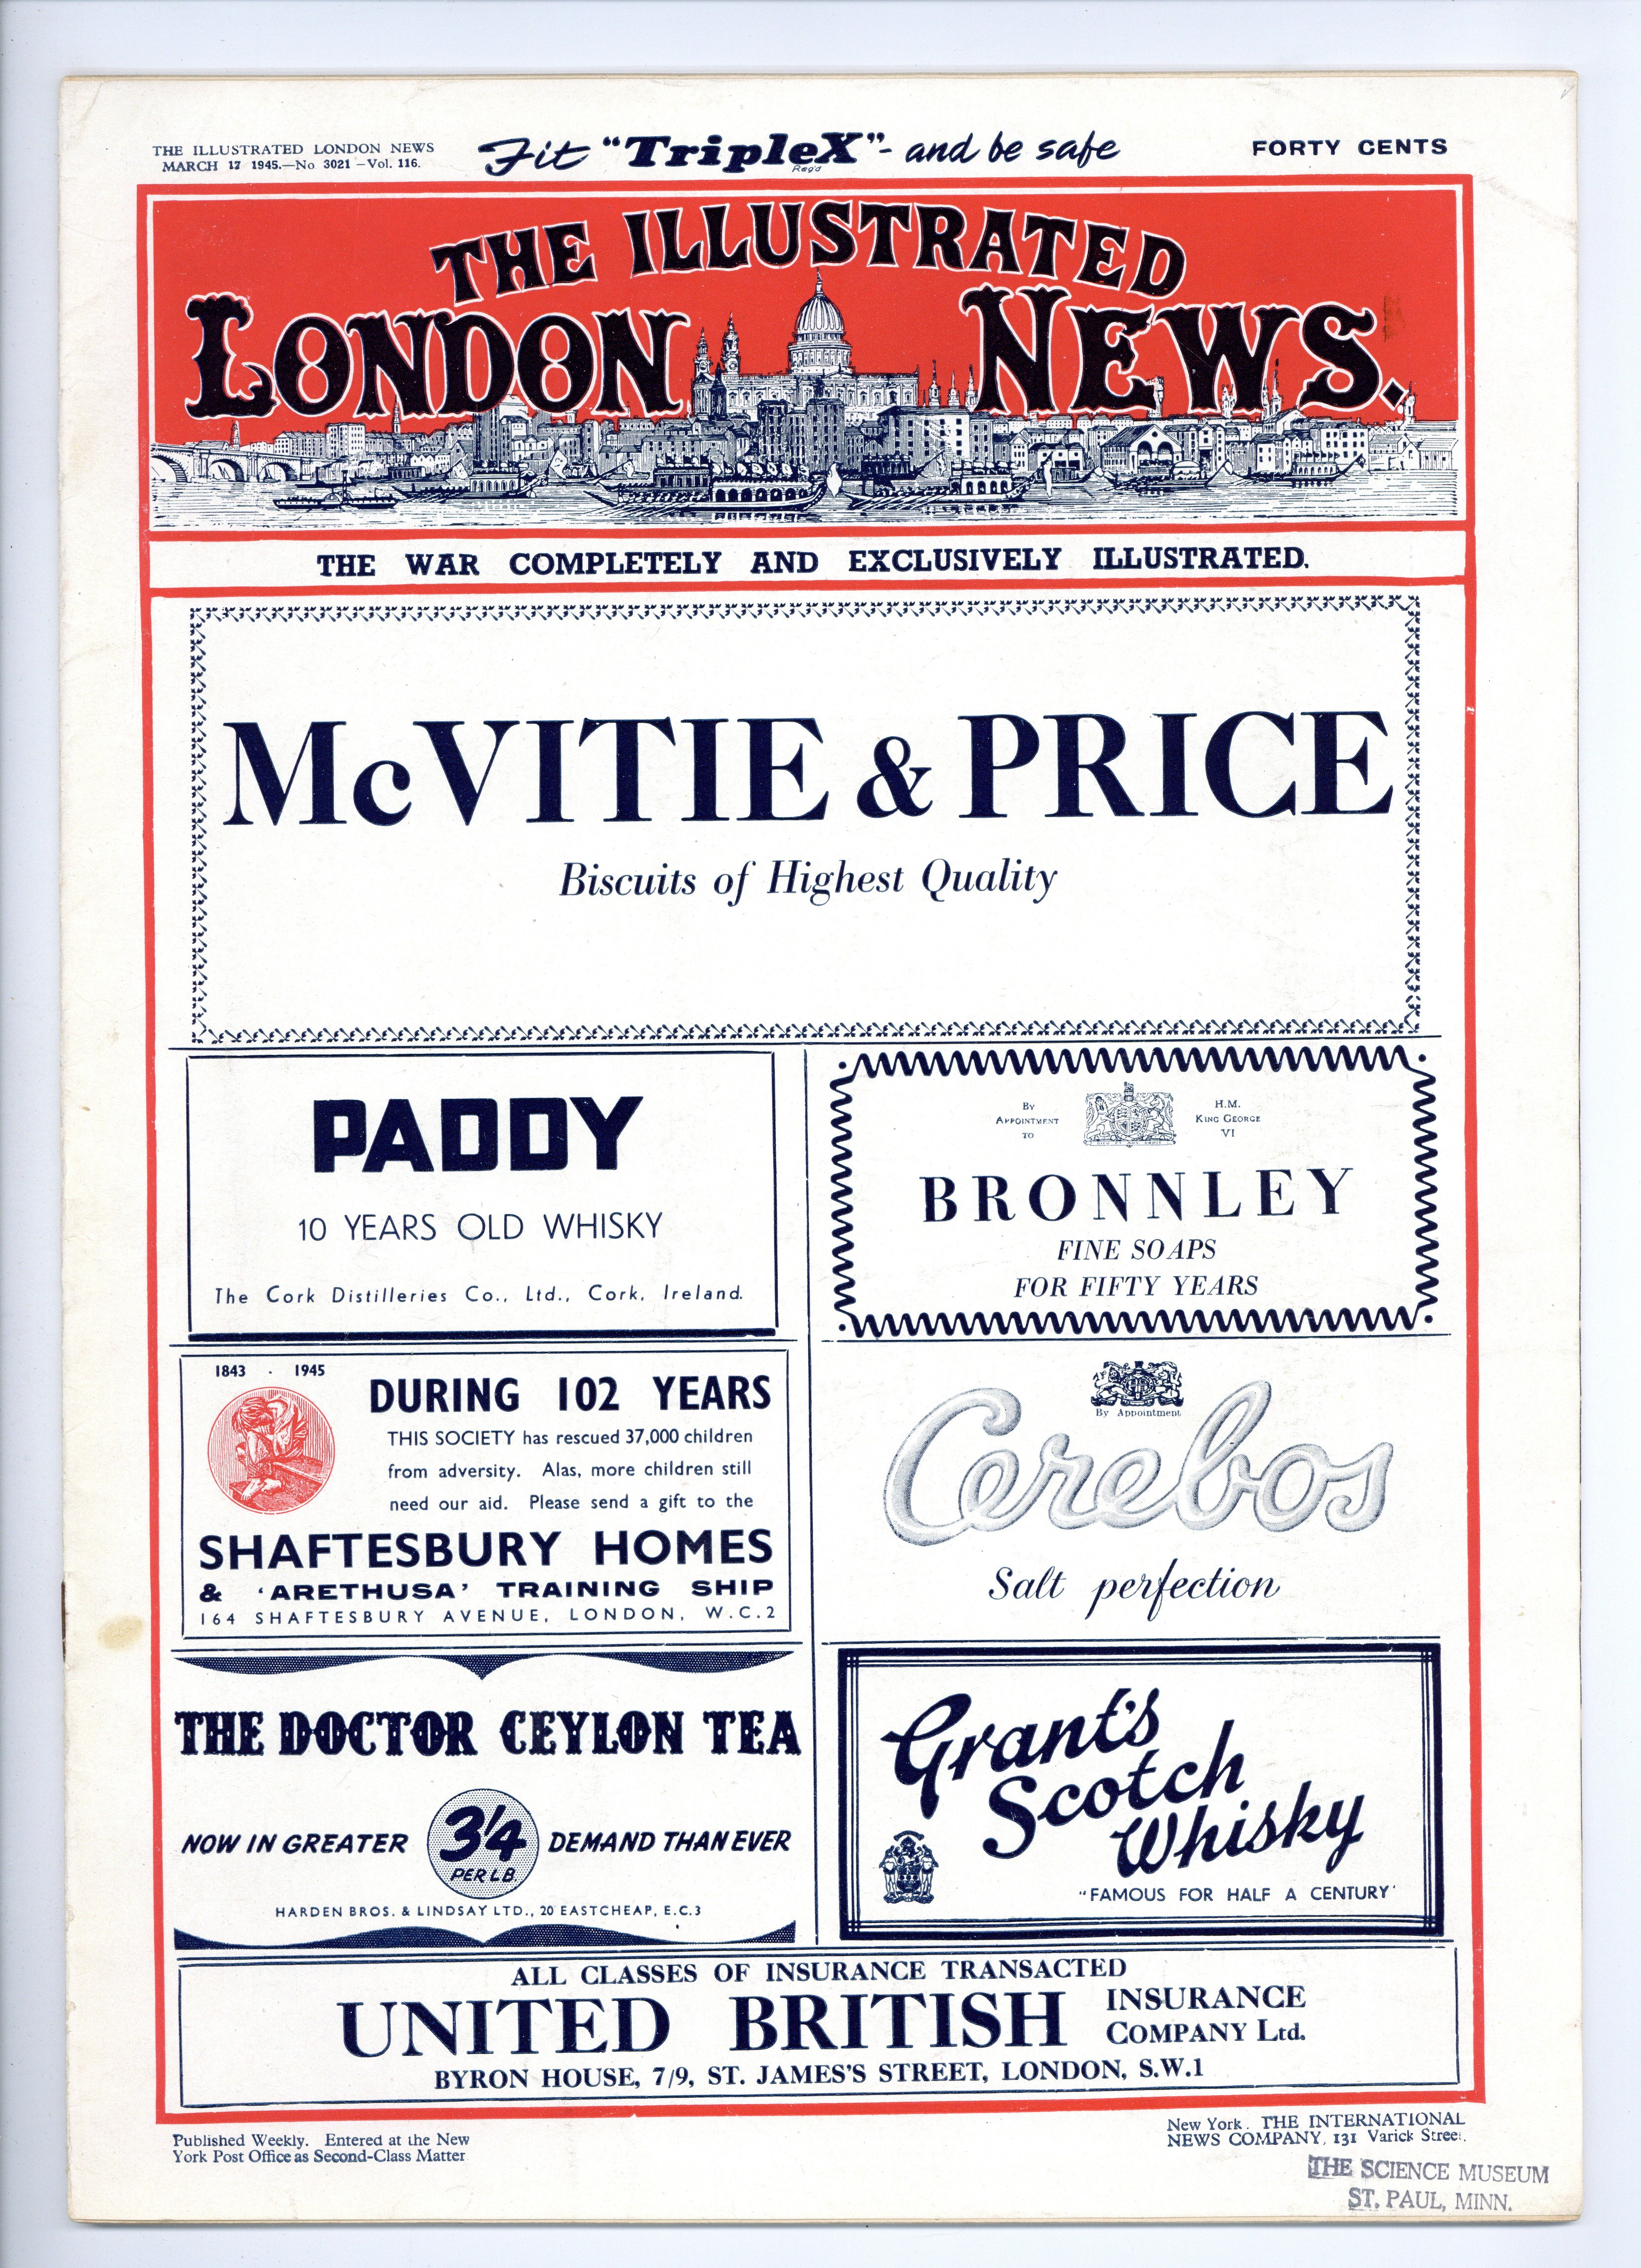 THE ILLUSTRATED LONDON NEWS
MARCH 17 1945.—No 3021—Vol. 116.
Fit "TripleX"- and be safe
Regd
FORTY CENTS
THE ILLUSTRATED
LONDON NEWS.
THE WAR COMPLETELY AND EXCLUSIVELY ILLUSTRATED.
McVITIE & PRICE
Biscuits of Highest Quality
PADDY
10 YEARS OLD WHISKY
The Cork Distilleries Co., Ltd., Cork, Ireland.
By
APPOINTMENT
TO
H.M.
KING GEORGE
VI
BRONNLEY
FINE SOAPS
FOR FIFTY YEARS
1843 . 1945
DURING 102 YEARS
THIS SOCIETY has rescued 37,000 children
from adversity. Alas, more children still
need our aid. Please send a gift to the
SHAFTESBURY HOMES
& 'ARETHUSA' TRAINING SHIP
164 SHAFTESBURY AVENUE, LONDON, W.C.2
By Appointment
Cerebos
Salt perfection
THE DOCTOR CEYLON TEA
NOW IN GREATER 3/4 DEMAND THAN EVER
PER LB.
HARDEN BROS. & LINDSAY LTD., 20 EASTCHEAP, E.C.3
Grant's
Scotch
Whisky
"FAMOUS FOR HALF A CENTURY'
ALL CLASSES OF INSURANCE TRANSACTED
UNITED BRITISH INSURANCE
COMPANY Ltd.
BYRON HOUSE, 7/9, ST. JAMES'S STREET, LONDON, S.W.1
Published Weekly. Entered at the New
York Post Office as Second-Class Matter
New York. THE INTERNATIONAL
NEWS COMPANY, 131 Varick Street.
THE SCIENCE MUSEUM
ST. PAUL, MINN.